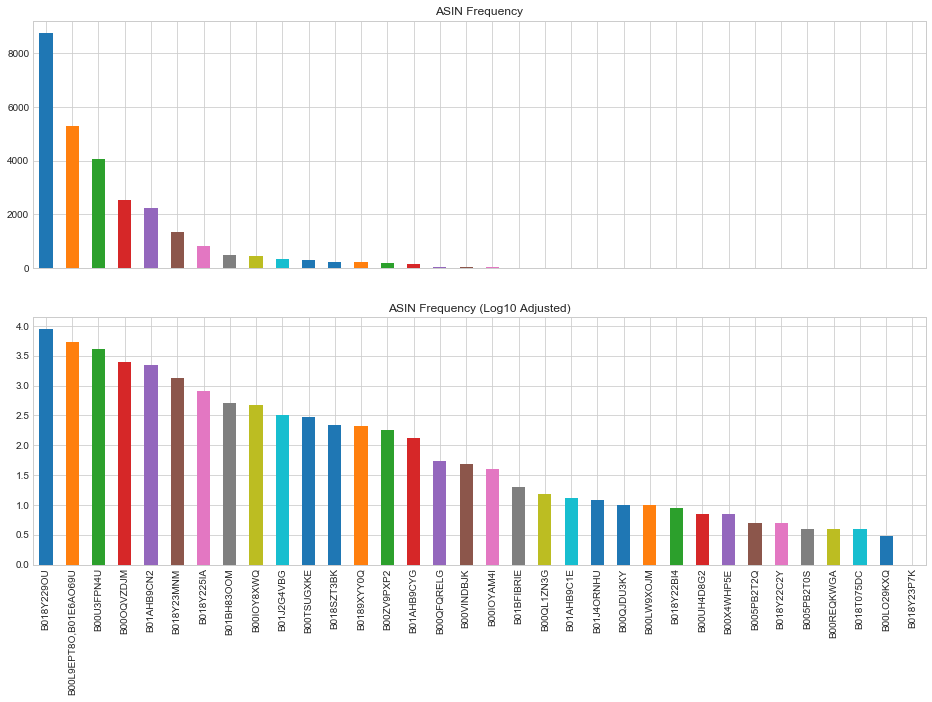 ASIN Frequency
8000
6000
4000
2000
0
ASIN Frequency (Log10 Adjusted)
4.0
3.5
3.0
2.5
2.0
1.5
1.0
0.5
0.0
B018Y229OU
B00L9EPT8O,B01E6AO69U
B00U3FPN4U
B00OQVZDJM
B01AHB9CN2
B018Y23MNM
B018Y225IA
B01BH83OOM
B00IOY8XWQ
B01J2G4VBG
B00TSUGXKE
B018SZT3BK
B0189XYY0Q
B00ZV9PXP2
B01AHB9CYG
B00QFQRELG
B00VINDBJK
B00IOYAM4I
B01BFIBRIE
B00QL1ZN3G
B01AHB9C1E
B01J4ORNHU
B00QJDU3KY
B00LW9XOJM
B018Y22BI4
B00UH4D8G2
B00X4WHP5E
B005PB2T2Q
B018Y22C2Y
B005PB2T0S
B00REQKWGA
B018T075DC
B00LO29KXQ
B018Y23P7K